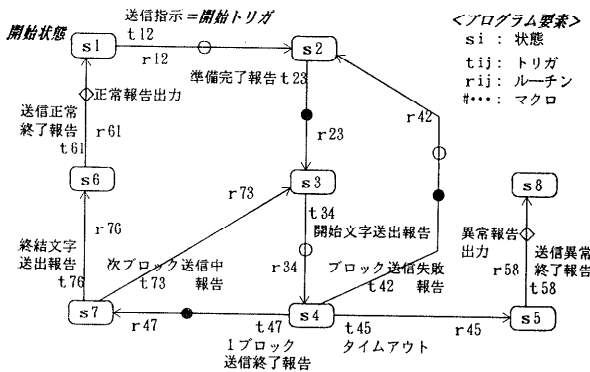 送信指示＝開始トリガ
開始状態
s1
t12
r12
s2
<プログラム要素>
si : 状態
tij: トリガ
rij: ルーチン
#･･･: マクロ
正常報告出力
送信正常
終了報告
r61
t61
準備完了報告 t23
r23
r42
s6
s3
s8
r73
t34
開始文字送出報告
r34
r76
終結文字
送出報告
t76
次ブロック送信中
報告
t73
ブロック送信失敗
報告
t42
異常報告
出力
送信異常
終了報告
r58
t58
s7
r47
t47
s4
t45
r45
s5
1ブロック
送信終了報告
タイムアウト